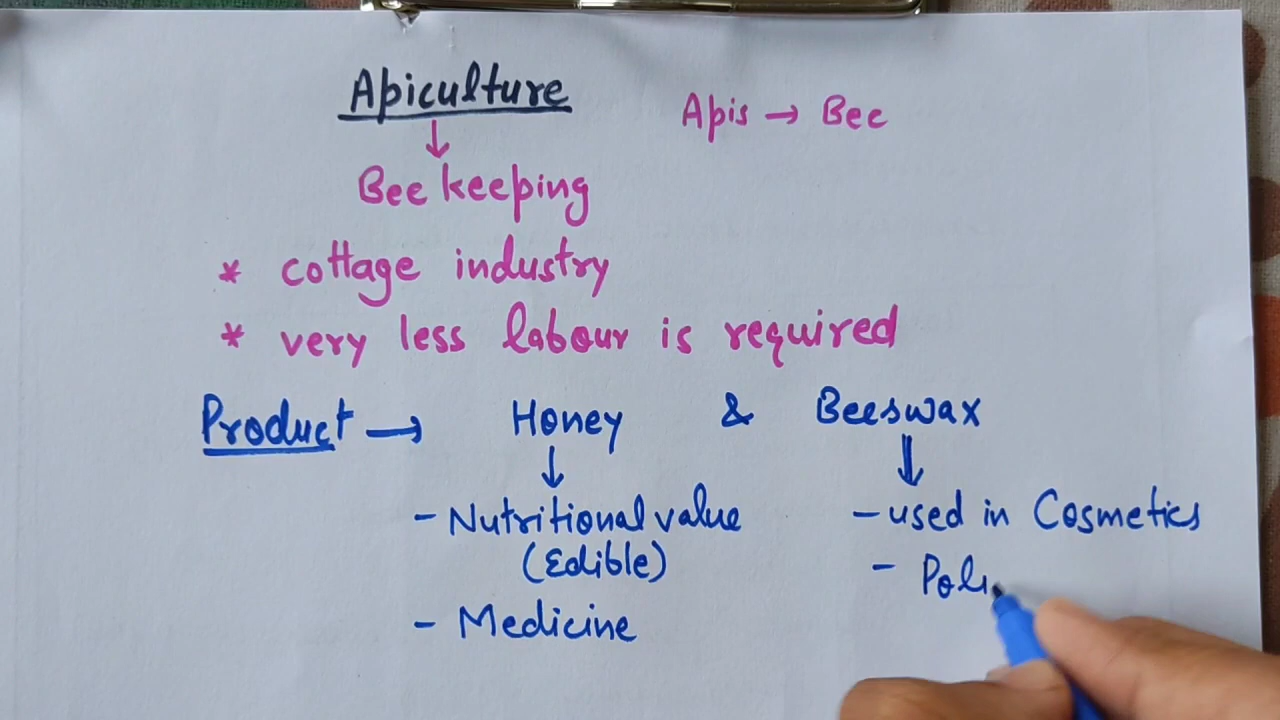 Apiculture
Apis → Bee
↓
Bee keeping
* cottage industry
* very less labour is required
Product → Honey & Beeswax
↓ ⇓
- Nutritional value - used in Cosmetics
(Edible) -
- Medicine